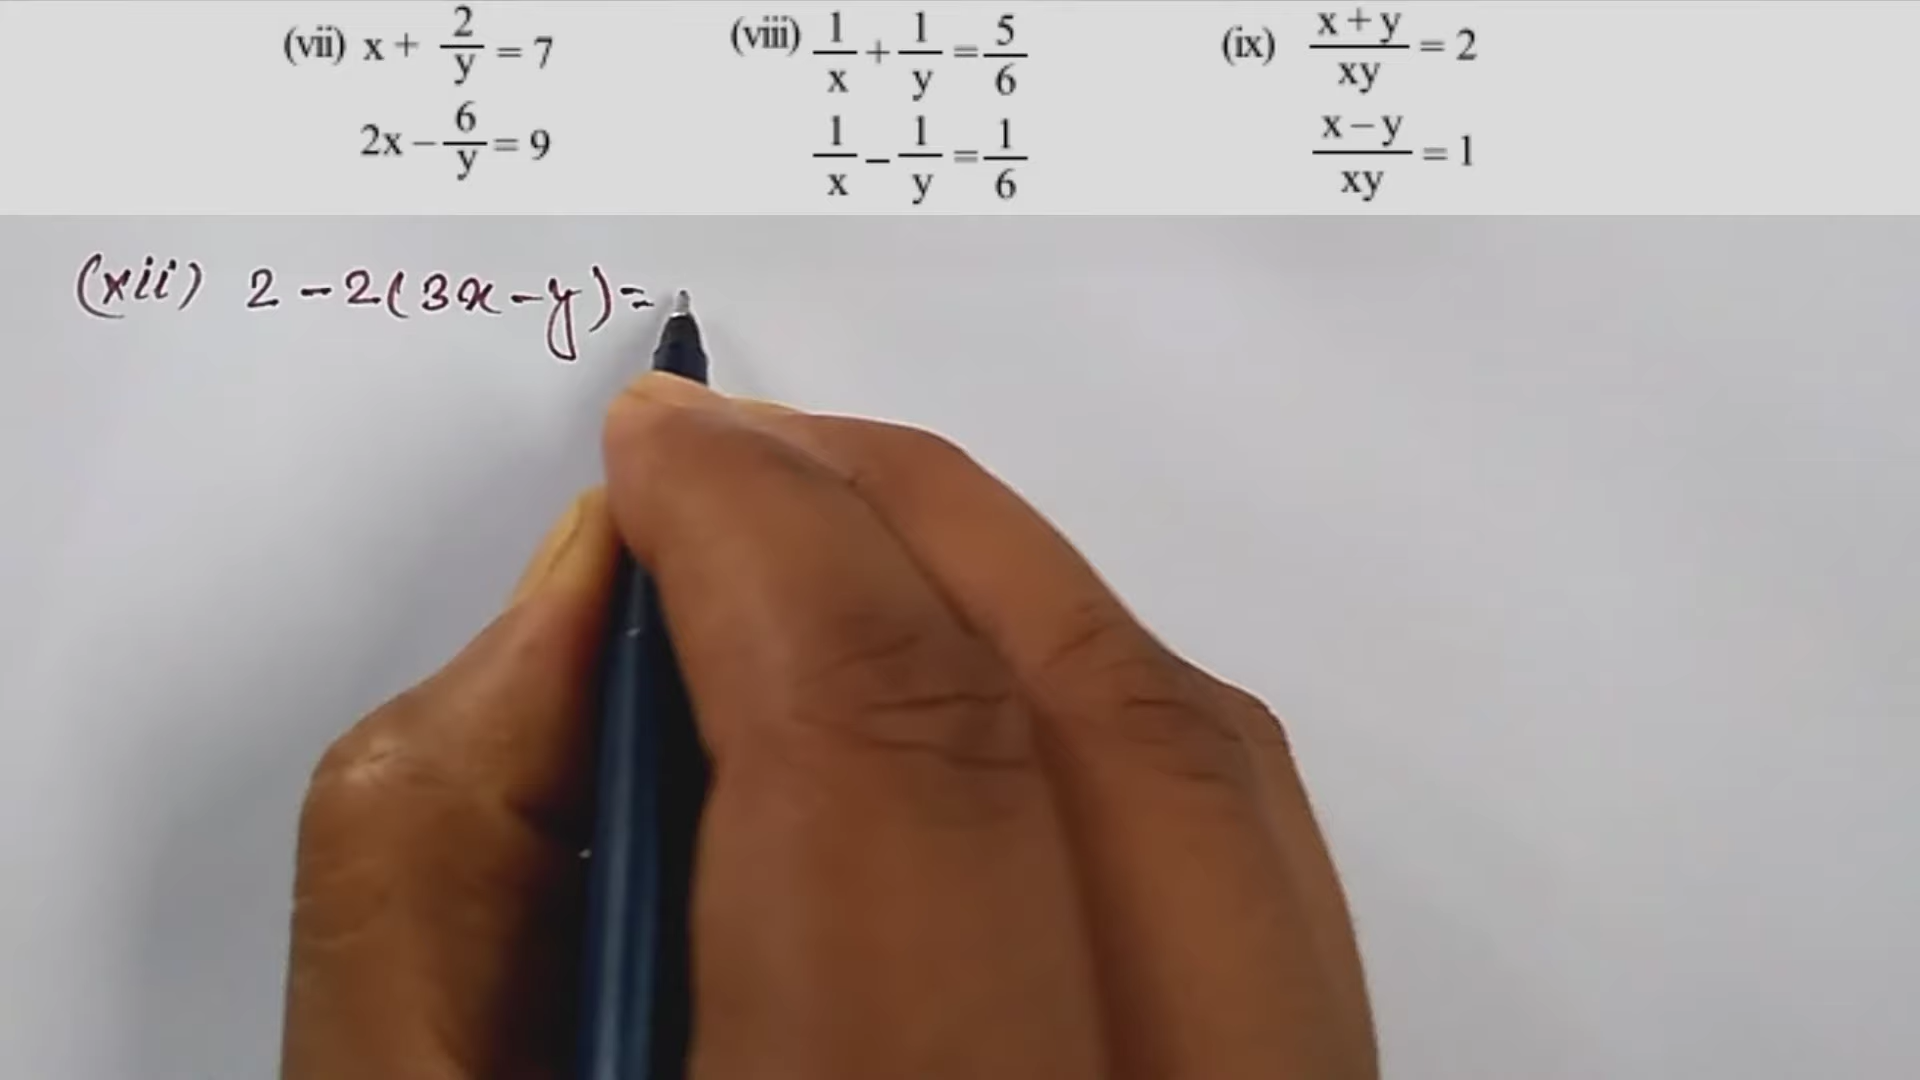 (vii) x + 2/y = 7 (viii) 1/x + 1/y = 5/6 (ix) x+y/xy = 2
2x − 6/y = 9 1/x − 1/y = 1/6 x−y/xy = 1
(xii) 2 - 2(3x - y) =